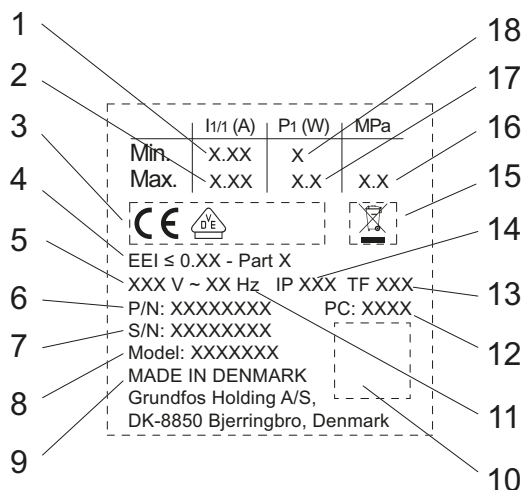 1
2
3
4
5
6
7
8
9
18
17
16
15
14
13
12
11
10
I1/1 (A) P1 (W) MPa
Min. X.XX X
Max. X.XX X.X X.X
CE VDE
EEI ≤ 0.XX - Part X
XXX V ~ XX Hz IP XXX TF XXX
P/N: XXXXXXXX PC: XXXX
S/N: XXXXXXXX
Model: XXXXXXX
MADE IN DENMARK
Grundfos Holding A/S,
DK-8850 Bjerringbro, Denmark